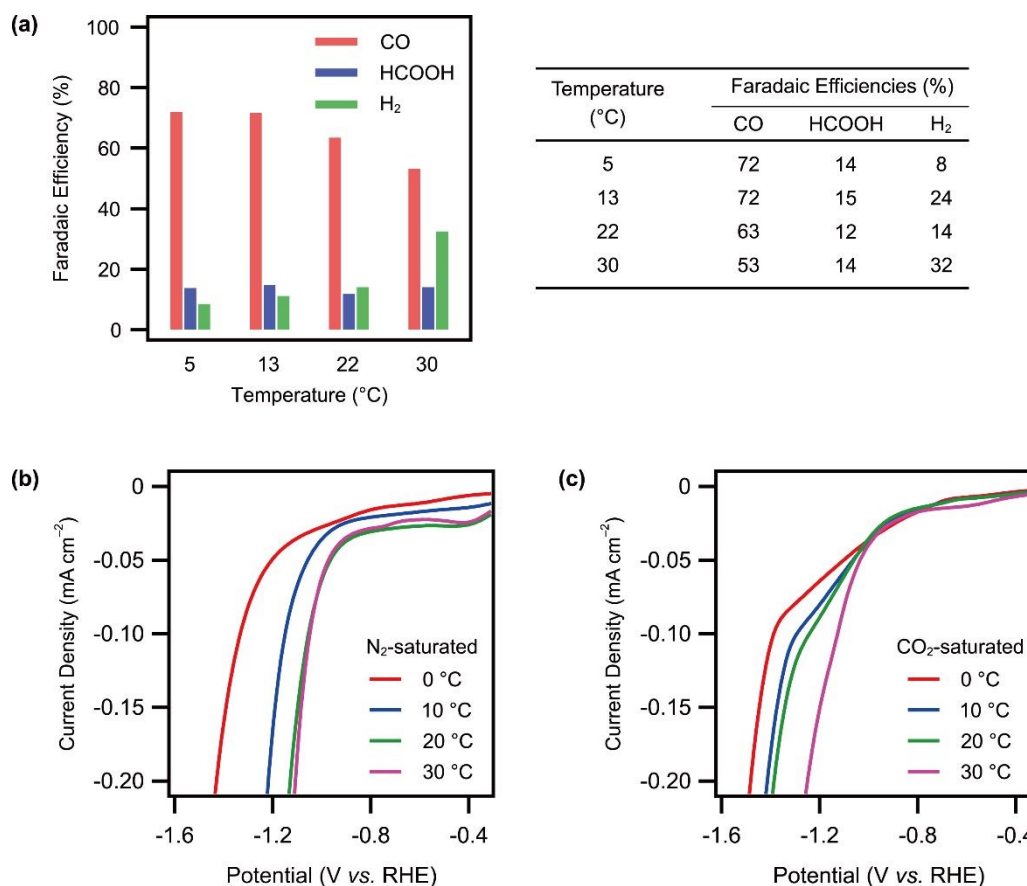 (a)
Faradaic Efficiency (%)
100
80
60
40
20
0
CO
HCOOH
H₂
5 13 22 30
Temperature (°C)
Temperature (°C) Faradaic Efficiencies (%)
CO HCOOH H₂
5 72 14 8
13 72 15 24
22 63 12 14
30 53 14 32
(b)
Current Density (mA cm⁻²)
0
-0.05
-0.10
-0.15
-0.20
N₂-saturated
0 °C
10 °C
20 °C
30 °C
-1.6 -1.2 -0.8 -0.4
Potential (V vs. RHE)
(c)
Current Density (mA cm⁻²)
0
-0.05
-0.10
-0.15
-0.20
CO₂-saturated
0 °C
10 °C
20 °C
30 °C
-1.6 -1.2 -0.8 -0.4
Potential (V vs. RHE)